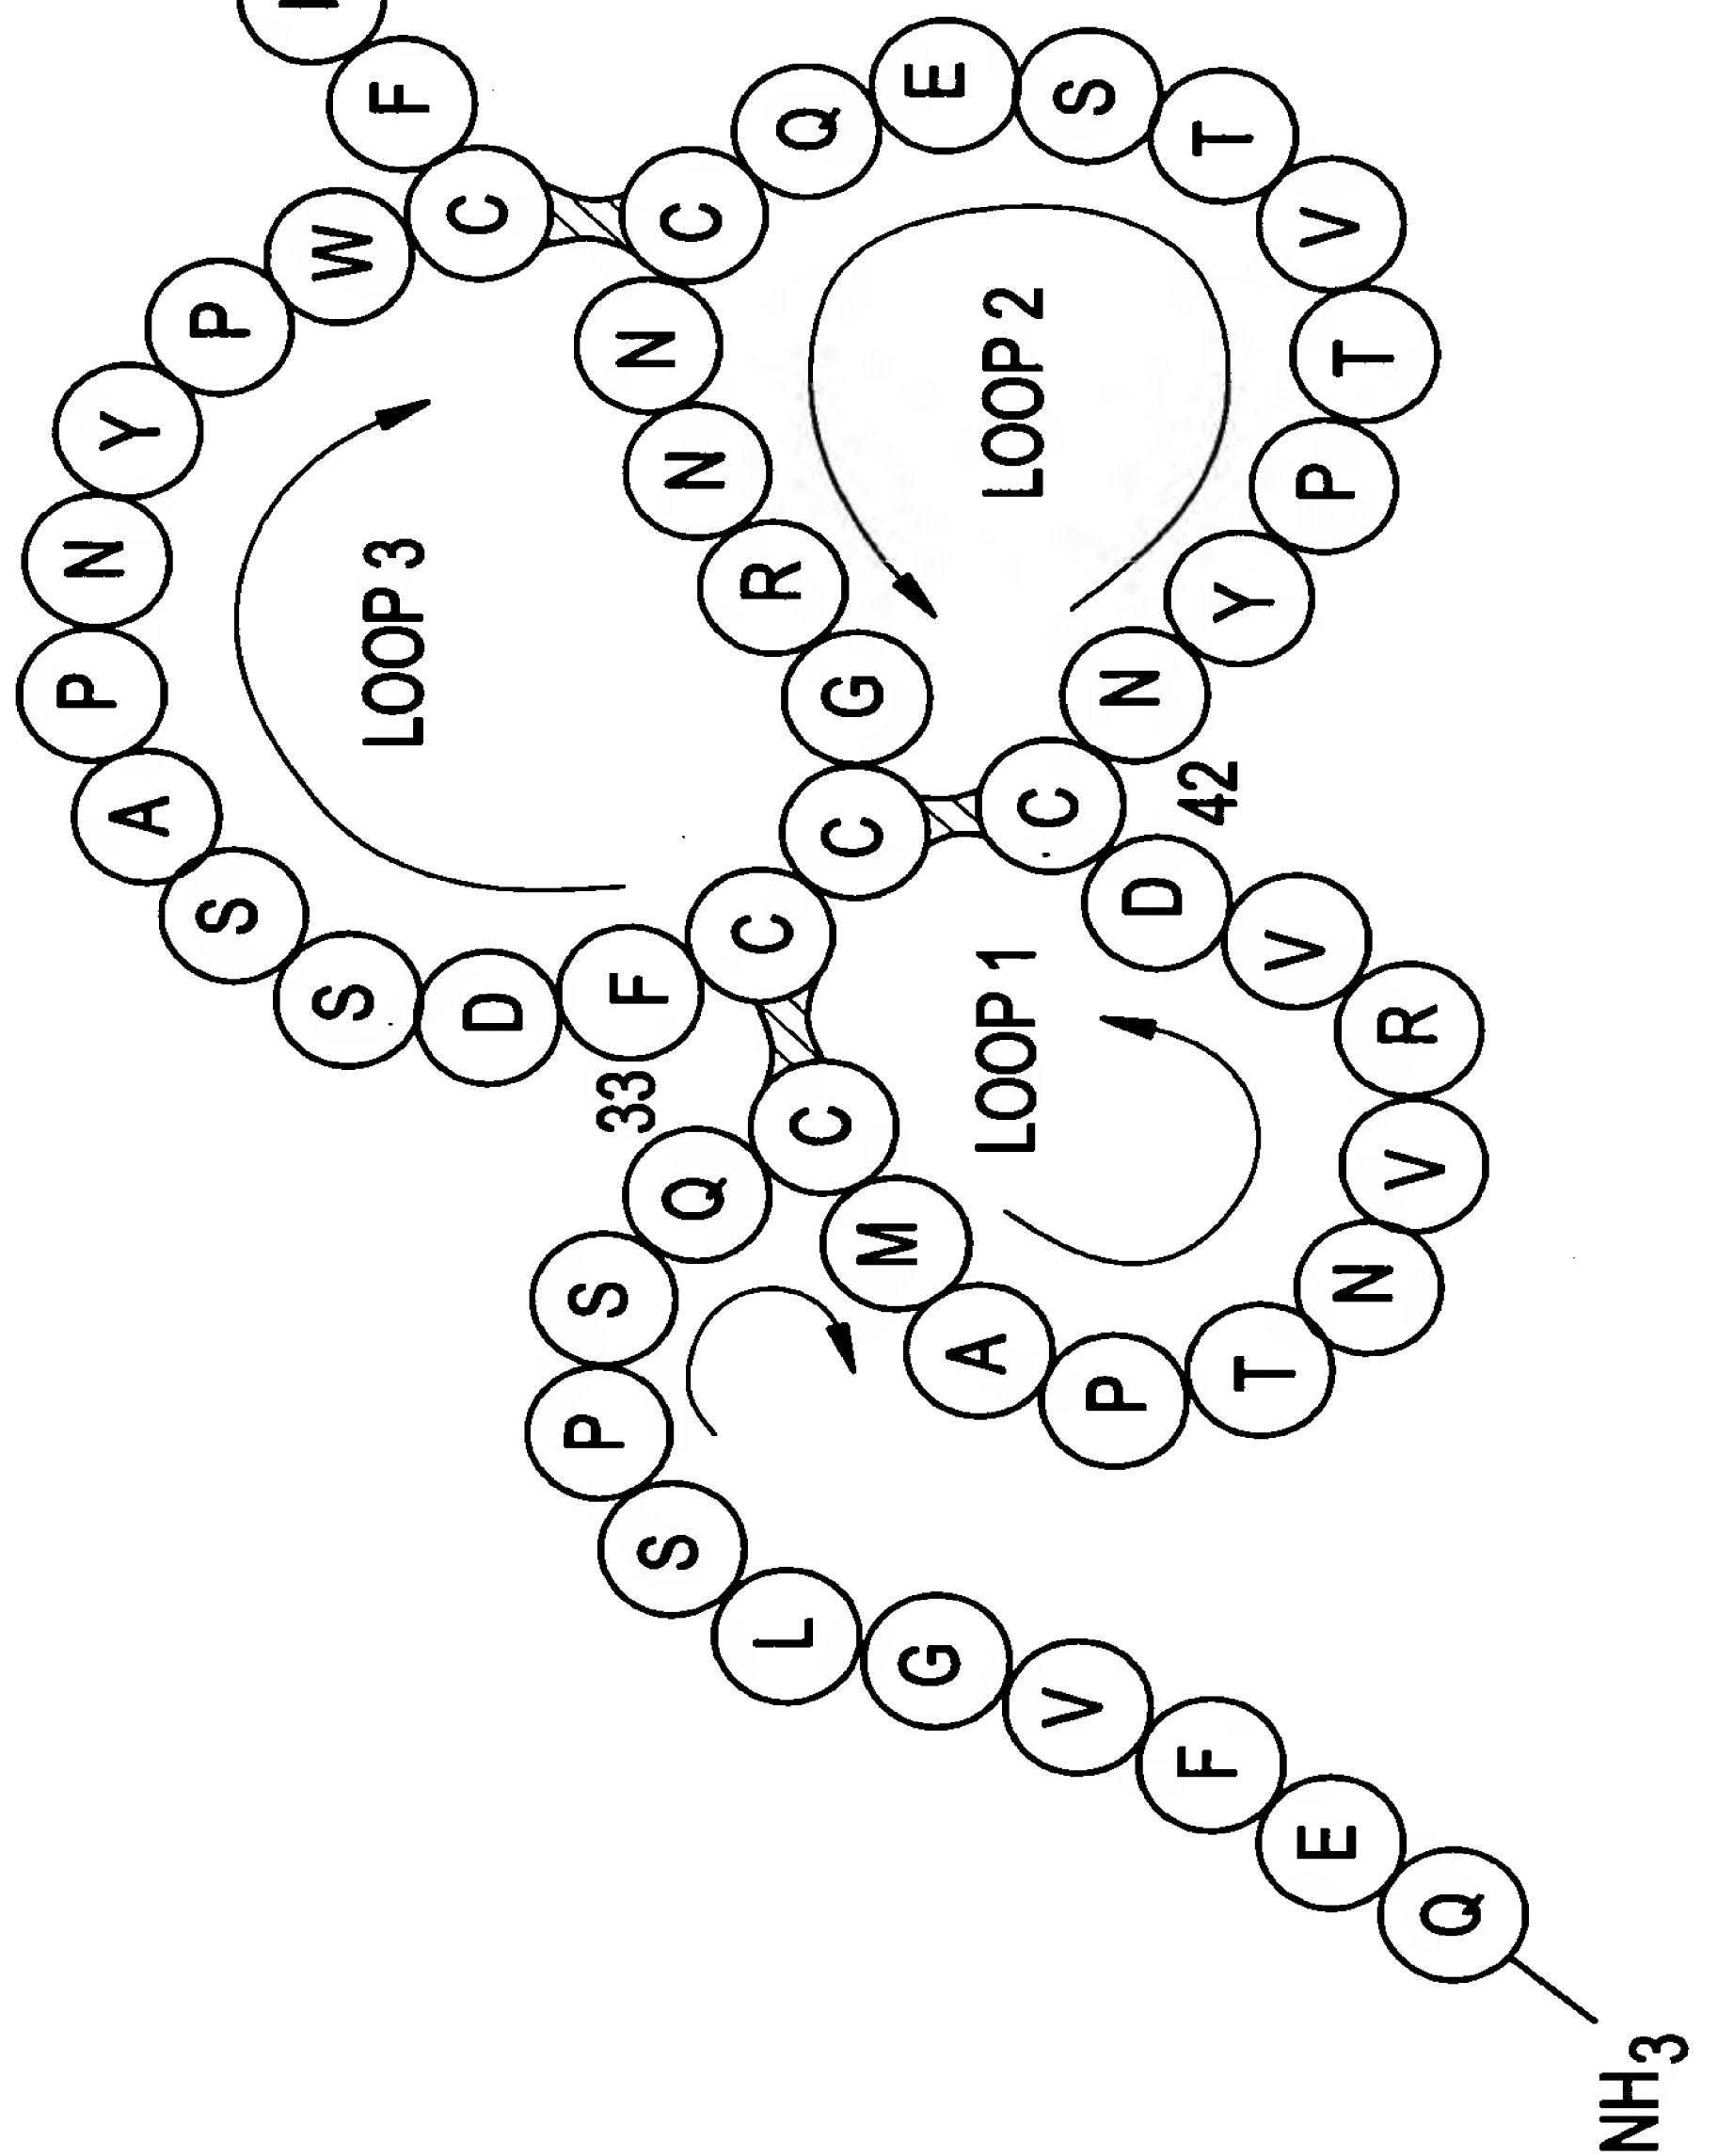 NH3
Q E F V G L S P S Q C M A P T N V R V D C N Y P T V T S E Q C N N R G C C F D S S A P N Y P W C F
33
42
LOOP 1
LOOP 2
LOOP 3